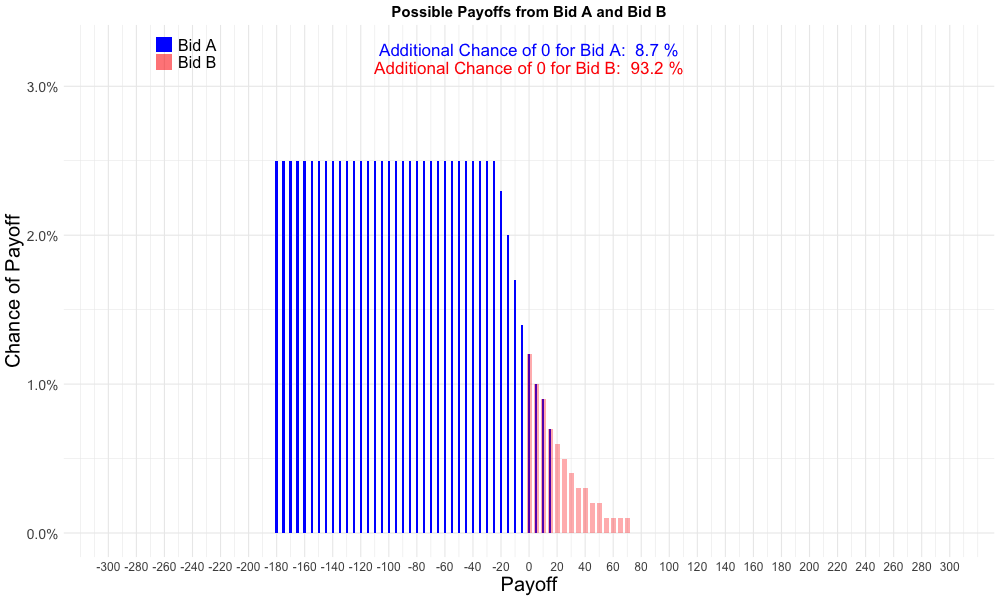 Possible Payoffs from Bid A and Bid B
Bid A
Bid B
Additional Chance of 0 for Bid A:  8.7 %
Additional Chance of 0 for Bid B:  93.2 %
Chance of Payoff
3.0%
2.0%
1.0%
0.0%
-300 -280 -260 -240 -220 -200 -180 -160 -140 -120 -100 -80 -60 -40 -20 0 20 40 60 80 100 120 140 160 180 200 220 240 260 280 300
Payoff